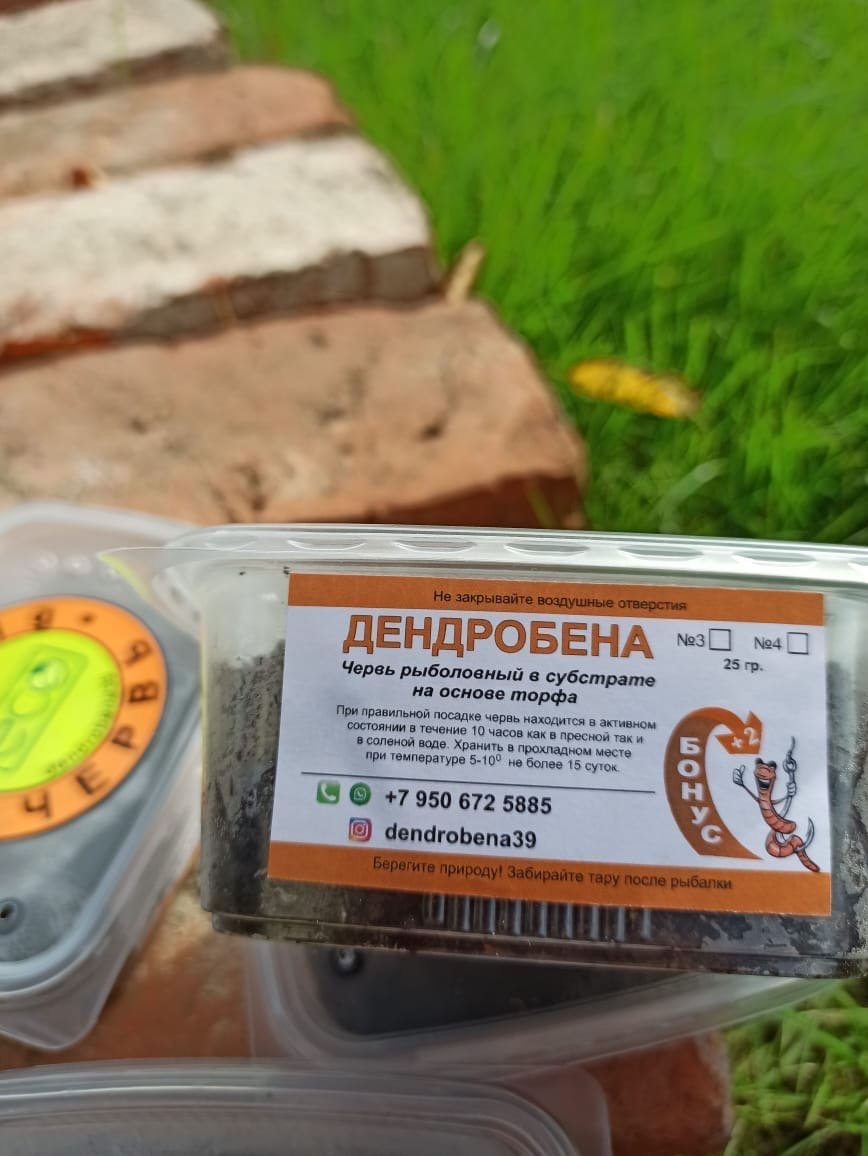 Не закрывайте воздушные отверстия
ДЕНДРОБЕНА
№3 №4
25 гр.
Червь рыболовный в субстрате
на основе торфа
При правильной посадке червь находится в активном
состоянии в течение 10 часов как в пресной так и
в соленой воде. Хранить в прохладном месте
при температуре 5-10⁰ не более 15 суток.
+2
БОНУС
+7 950 672 5885
dendrobena39
Берегите природу! Забирайте тару после рыбалки
ЧЕРВЬ